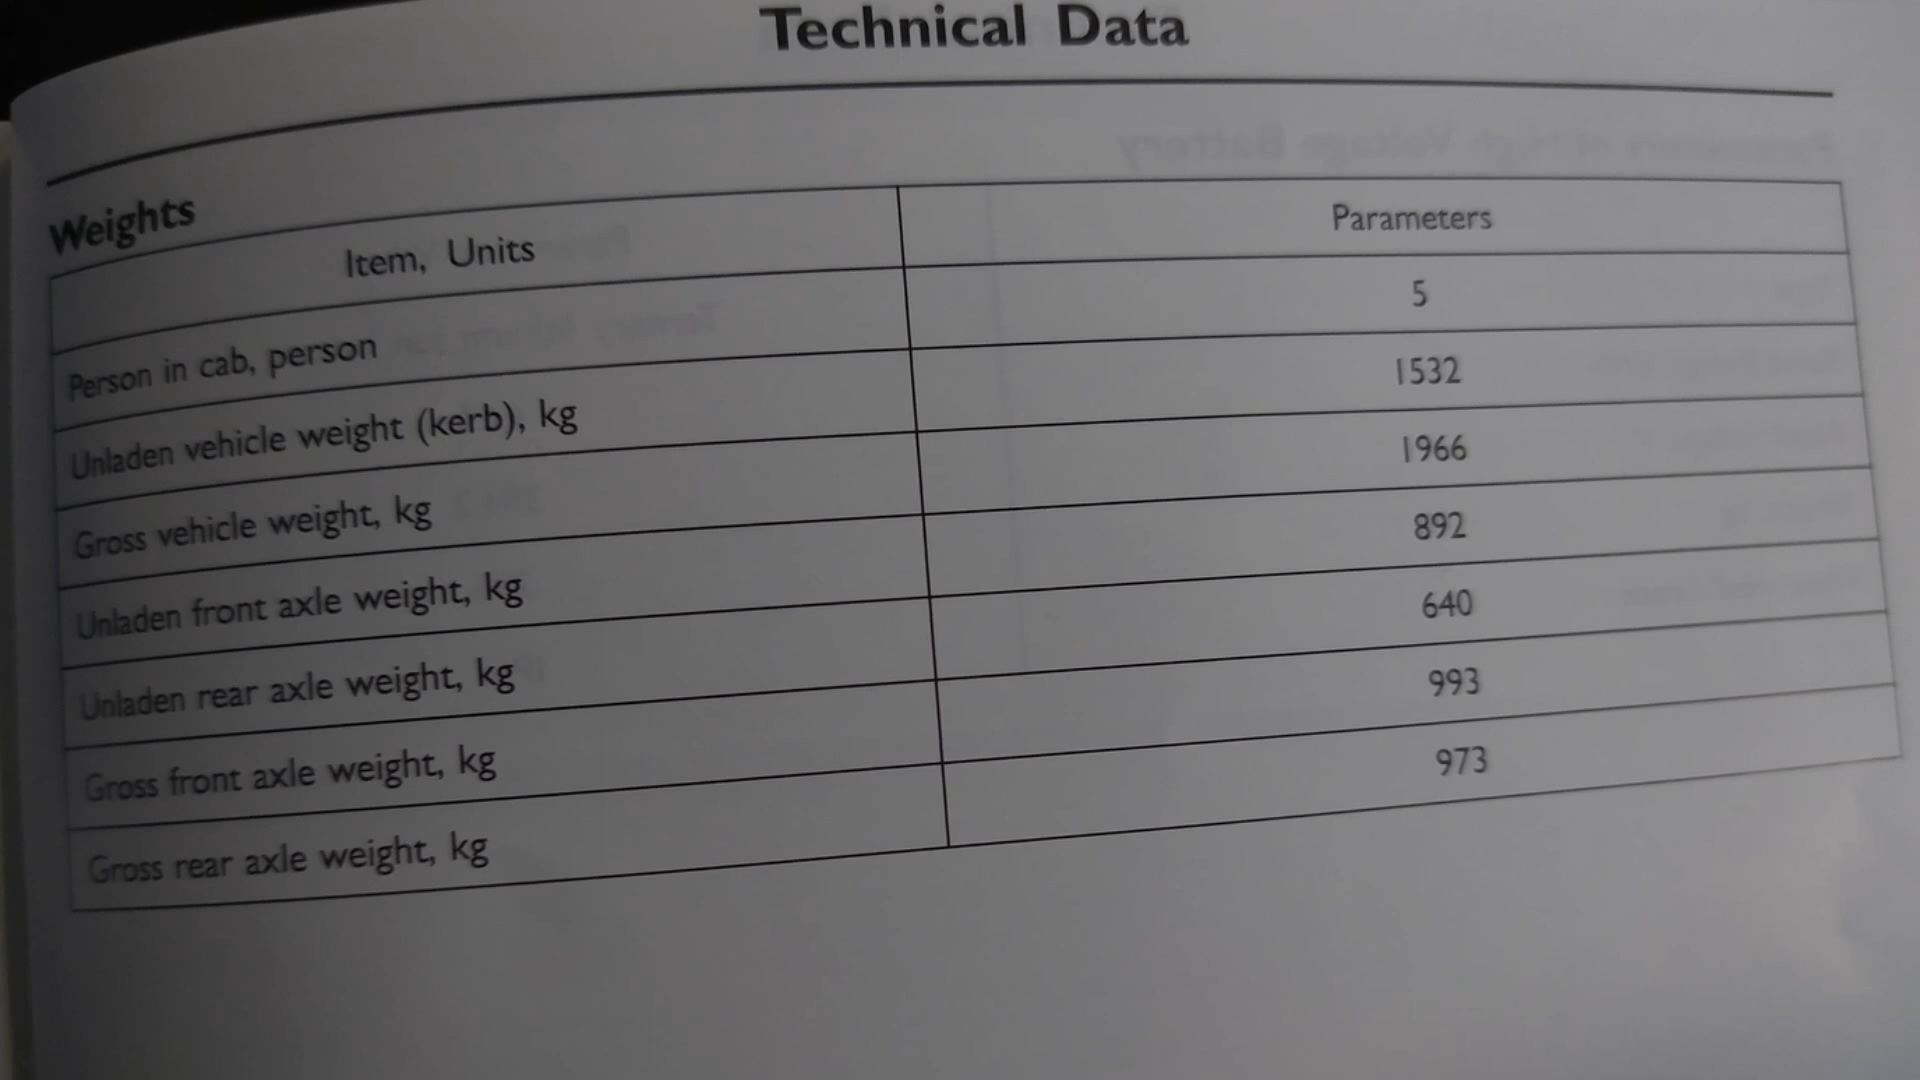 Technical Data
Weights
Item, Units Parameters
Person in cab, person 5
Unladen vehicle weight (kerb), kg 1532
Gross vehicle weight, kg 1966
Unladen front axle weight, kg 892
Unladen rear axle weight, kg 640
Gross front axle weight, kg 993
Gross rear axle weight, kg 973